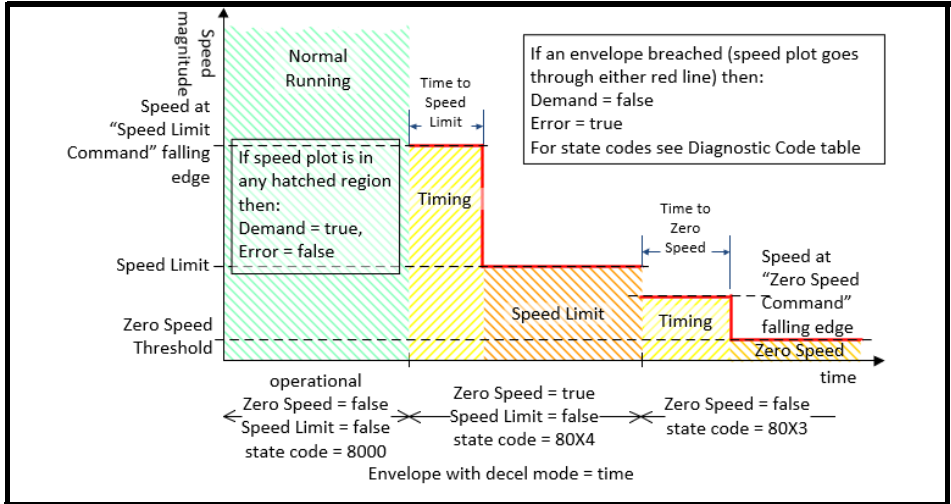 Speed
magnitude
Normal
Running
Time to
Speed
Limit
If an envelope breached (speed plot goes
through either red line) then:
Demand = false
Error = true
For state codes see Diagnostic Code table
Speed at
“Speed Limit
Command” falling
edge
If speed plot is in
any hatched region
then:
Demand = true,
Error = false
Timing
Time to
Zero
Speed
Speed Limit
Speed at
“Zero Speed
Command”
falling edge
Speed Limit
Timing
Zero Speed
Threshold
Zero Speed
time
operational
Zero Speed = false
Speed Limit = false
state code = 8000
Zero Speed = true
Speed Limit = false
state code = 80X4
Zero Speed = false
state code = 80X3
Envelope with decel mode = time